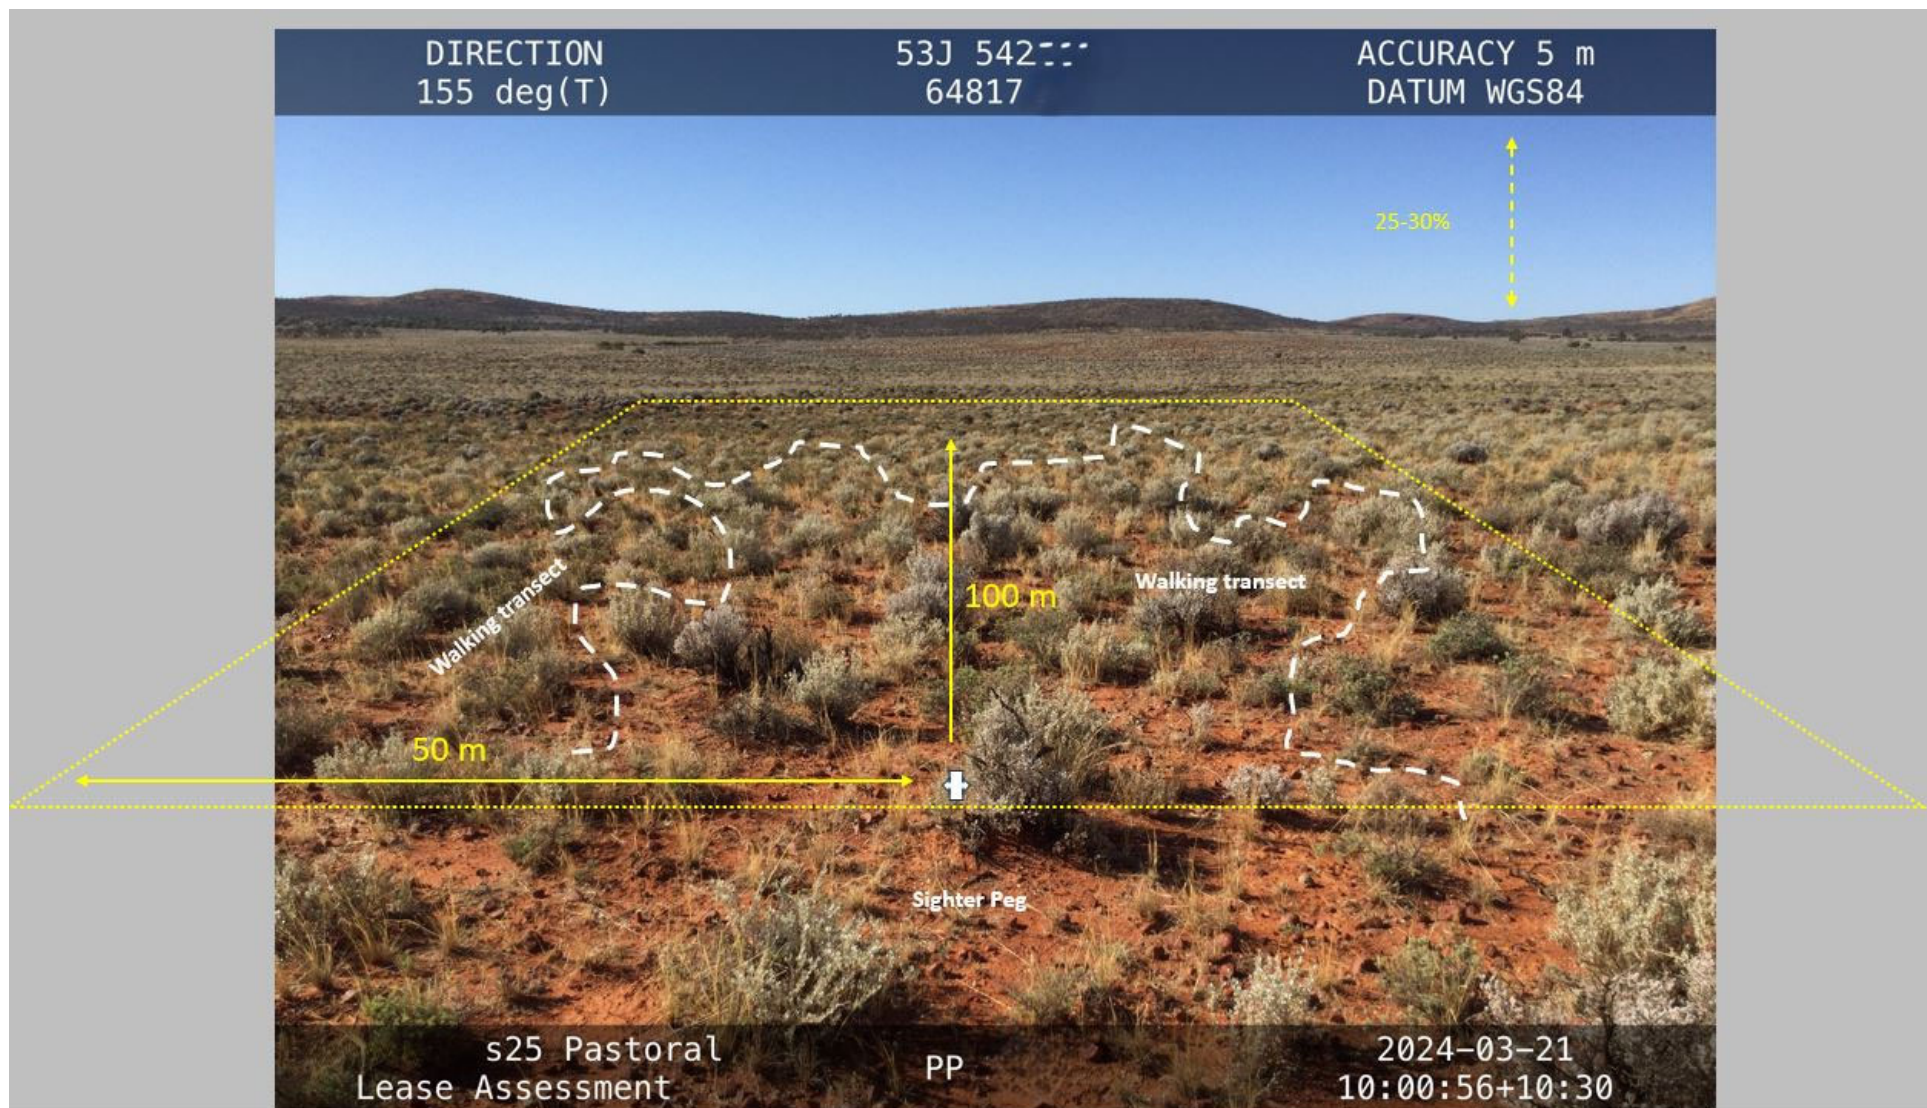 DIRECTION
155 deg(T)
53J 542
64817
ACCURACY 5 m
DATUM WGS84
25-30%
Walking transect
Walking transect
100 m
50 m
Sighter Peg
s25 Pastoral
Lease Assessment
PP
2024-03-21
10:00:56+10:30